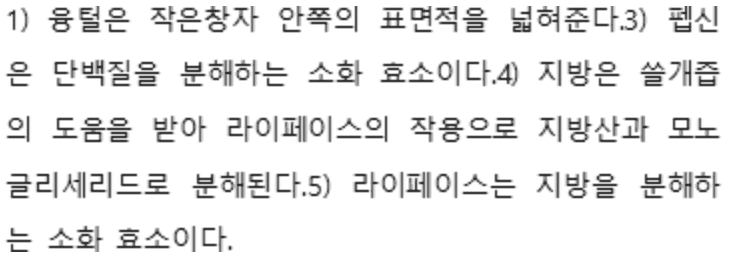 1) 융털은 작은창자 안쪽의 표면적을 넓혀준다.3) 펩신
은 단백질을 분해하는 소화 효소이다.4) 지방은 쓸개즙
의 도움을 받아 라이페이스의 작용으로 지방산과 모노
글리세리드로 분해된다.5) 라이페이스는 지방을 분해하
는 소화 효소이다.